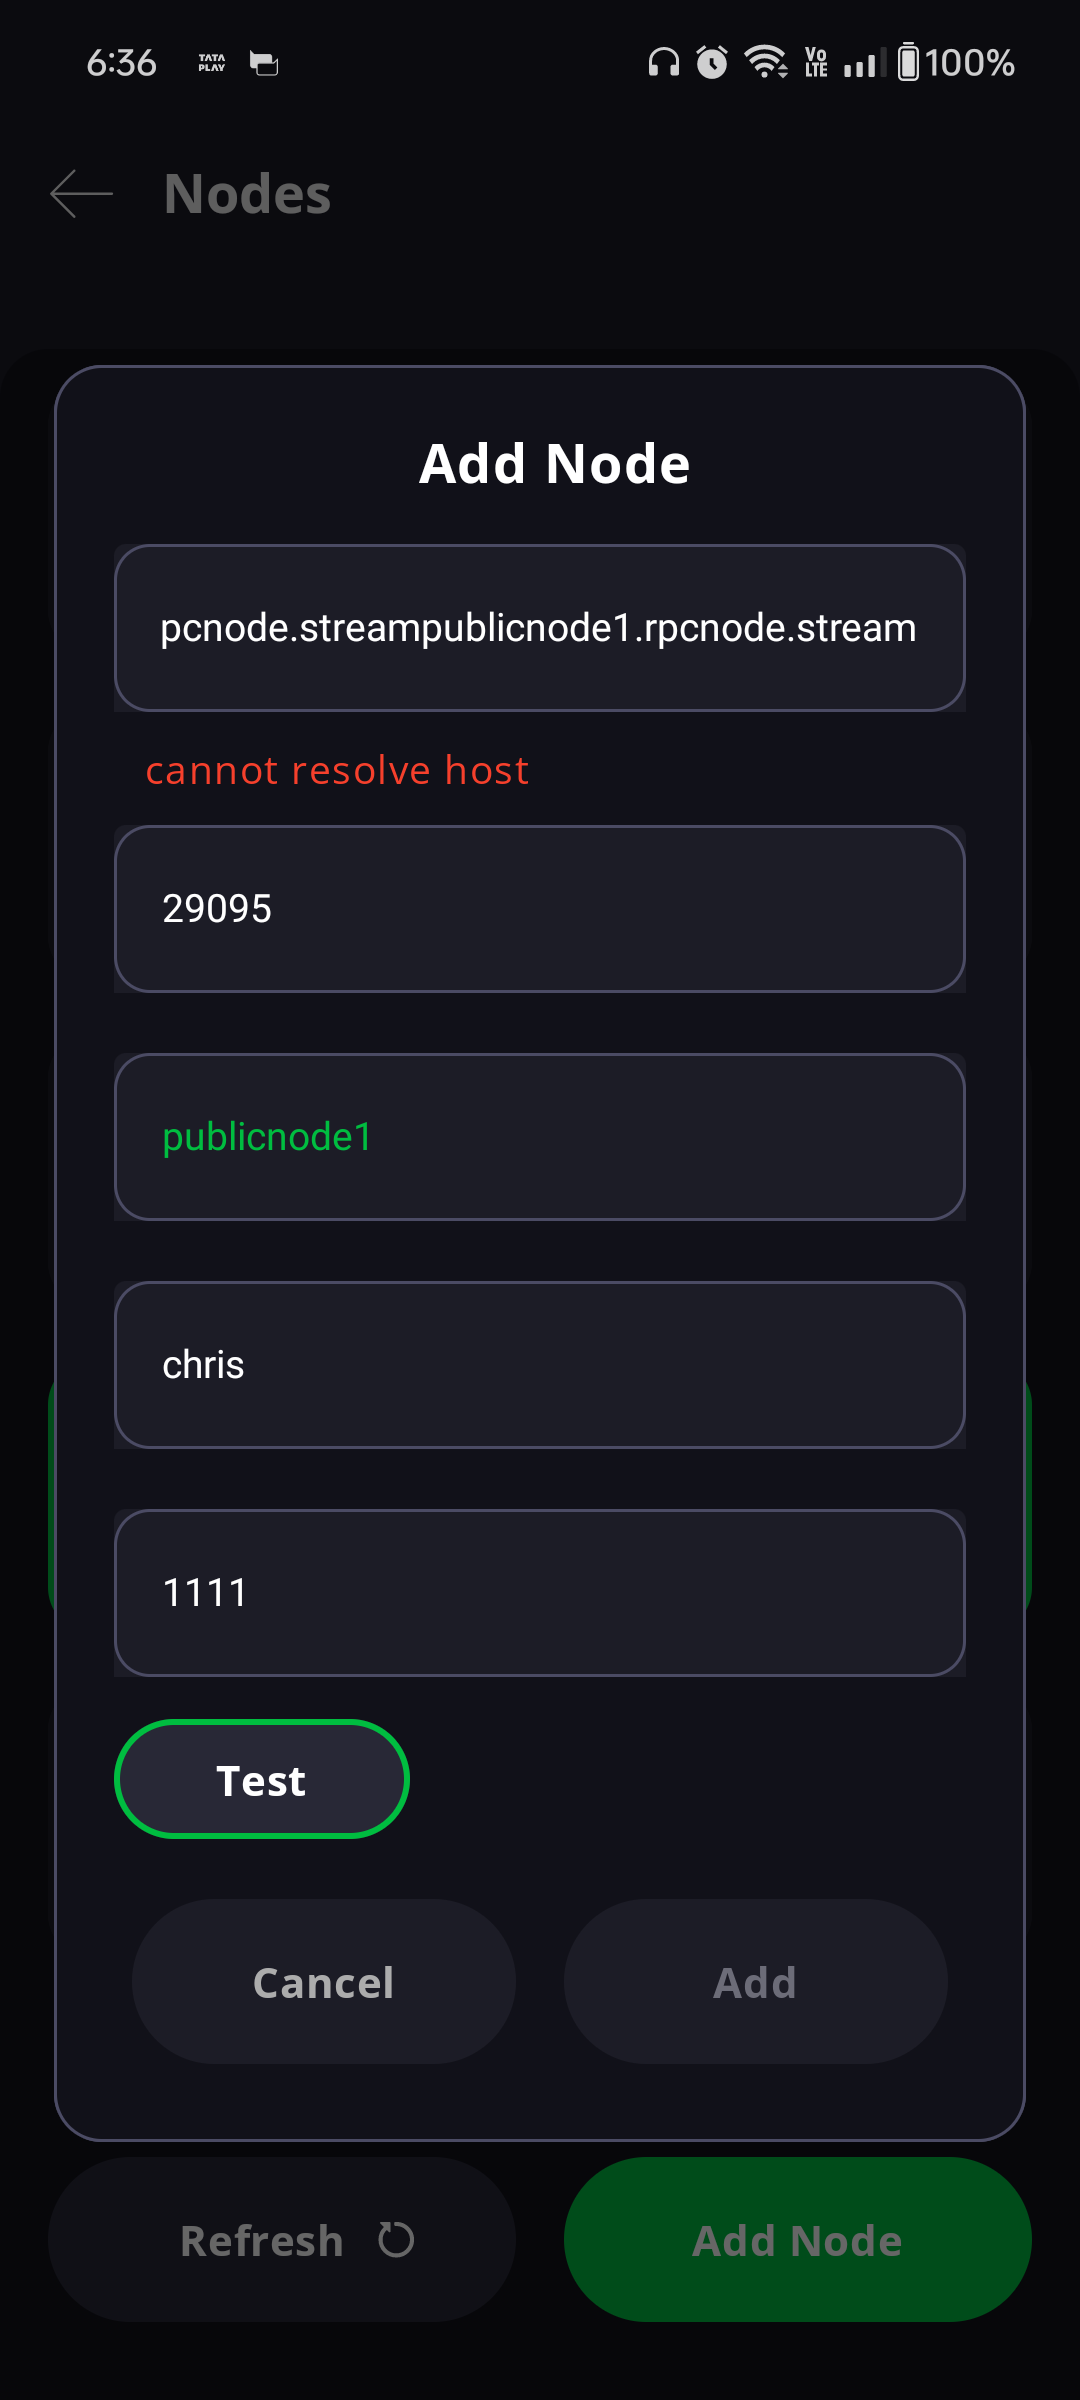 6:36
TATA
PLAY
Vo
LTE
100%
Nodes
Add Node
pcnode.streampublicnode1.rpcnode.stream
cannot resolve host
29095
publicnode1
chris
1111
Test
Cancel
Add
Refresh
Add Node